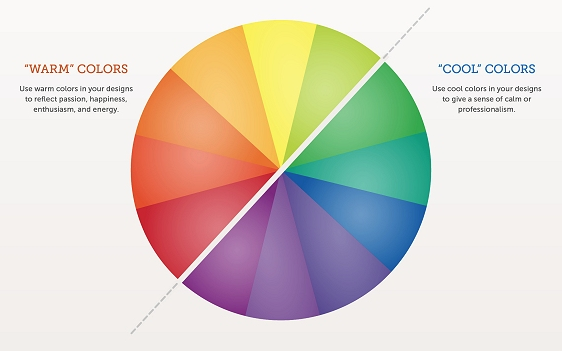 “WARM” COLORS
Use warm colors in your designs
to reflect passion, happiness,
enthusiasm, and energy.
“COOL” COLORS
Use cool colors in your designs
to give a sense of calm or
professionalism.